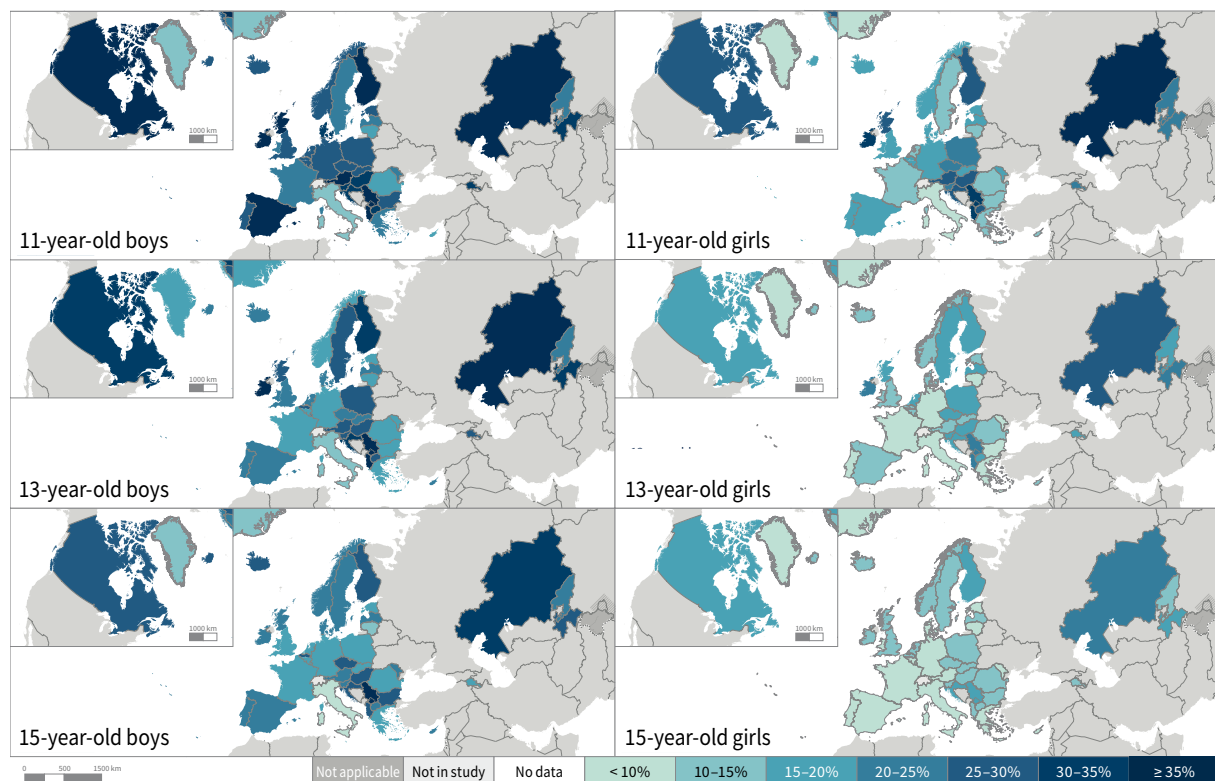 1000 km
11-year-old boys
1000 km
11-year-old girls
1000 km
13-year-old boys
1000 km
13-year-old girls
1000 km
15-year-old boys
1000 km
15-year-old girls
0 500 1500 km
Not applicable Not in study No data < 10% 10–15% 15–20% 20–25% 25–30% 30–35% ≥ 35%